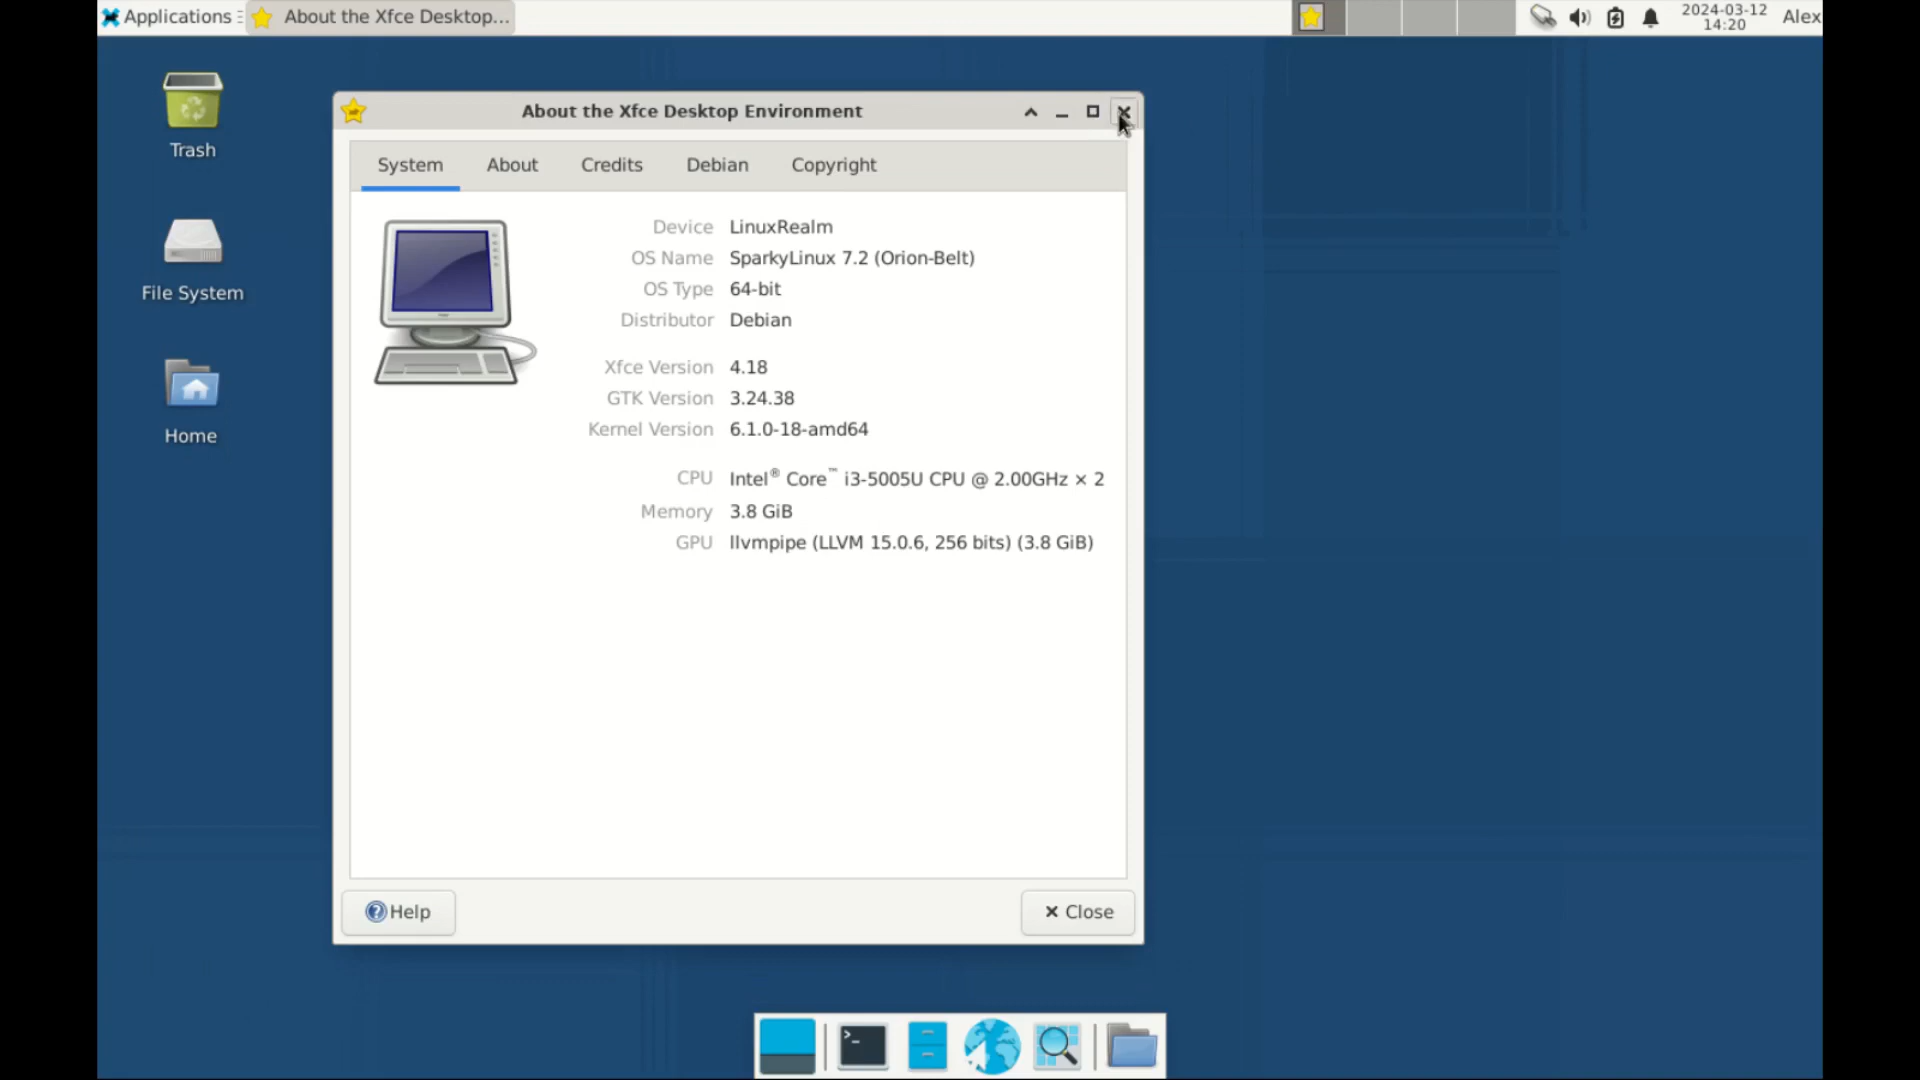 Applications
About the Xfce Desktop...
2024-03-12
14:20
Alex
Trash
File System
Home
About the Xfce Desktop Environment
System About Credits Debian Copyright
Device LinuxRealm
OS Name SparkyLinux 7.2 (Orion-Belt)
OS Type 64-bit
Distributor Debian
Xfce Version 4.18
GTK Version 3.24.38
Kernel Version 6.1.0-18-amd64
CPU Intel® Core™ i3-5005U CPU @ 2.00GHz × 2
Memory 3.8 GiB
GPU llvmpipe (LLVM 15.0.6, 256 bits) (3.8 GiB)
Help
Close